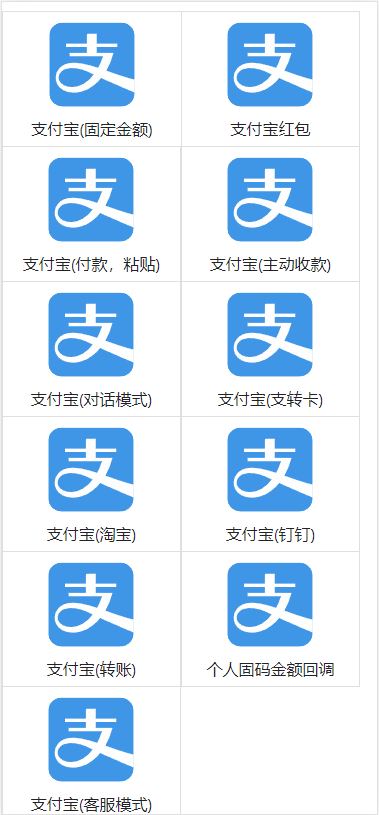 支
支
支付宝(固定金额)
支付宝红包
支
支
支付宝(付款，粘贴)
支付宝(主动收款)
支
支
支付宝(对话模式)
支付宝(支转卡)
支
支
支付宝(淘宝)
支付宝(钉钉)
支
支
支付宝(转账)
个人固码金额回调
支
支付宝(客服模式)